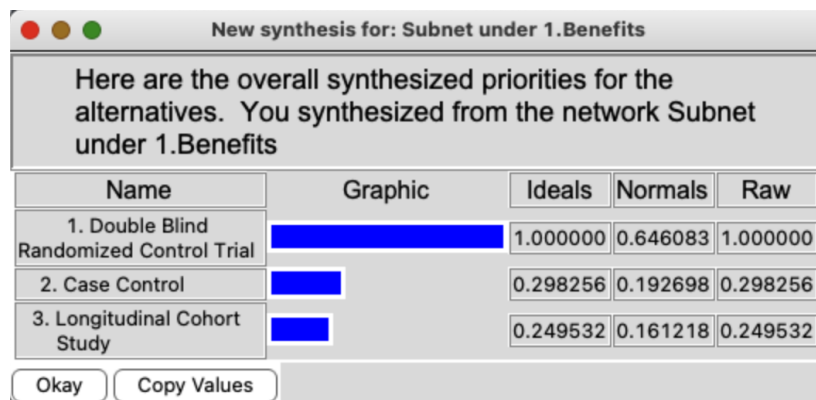 New synthesis for: Subnet under 1.Benefits
Here are the overall synthesized priorities for the
alternatives. You synthesized from the network Subnet
under 1.Benefits
Name Graphic Ideals Normals Raw
1. Double Blind
Randomized Control Trial
1.000000 0.646083 1.000000
2. Case Control 0.298256 0.192698 0.298256
3. Longitudinal Cohort
Study
0.249532 0.161218 0.249532
Okay Copy Values